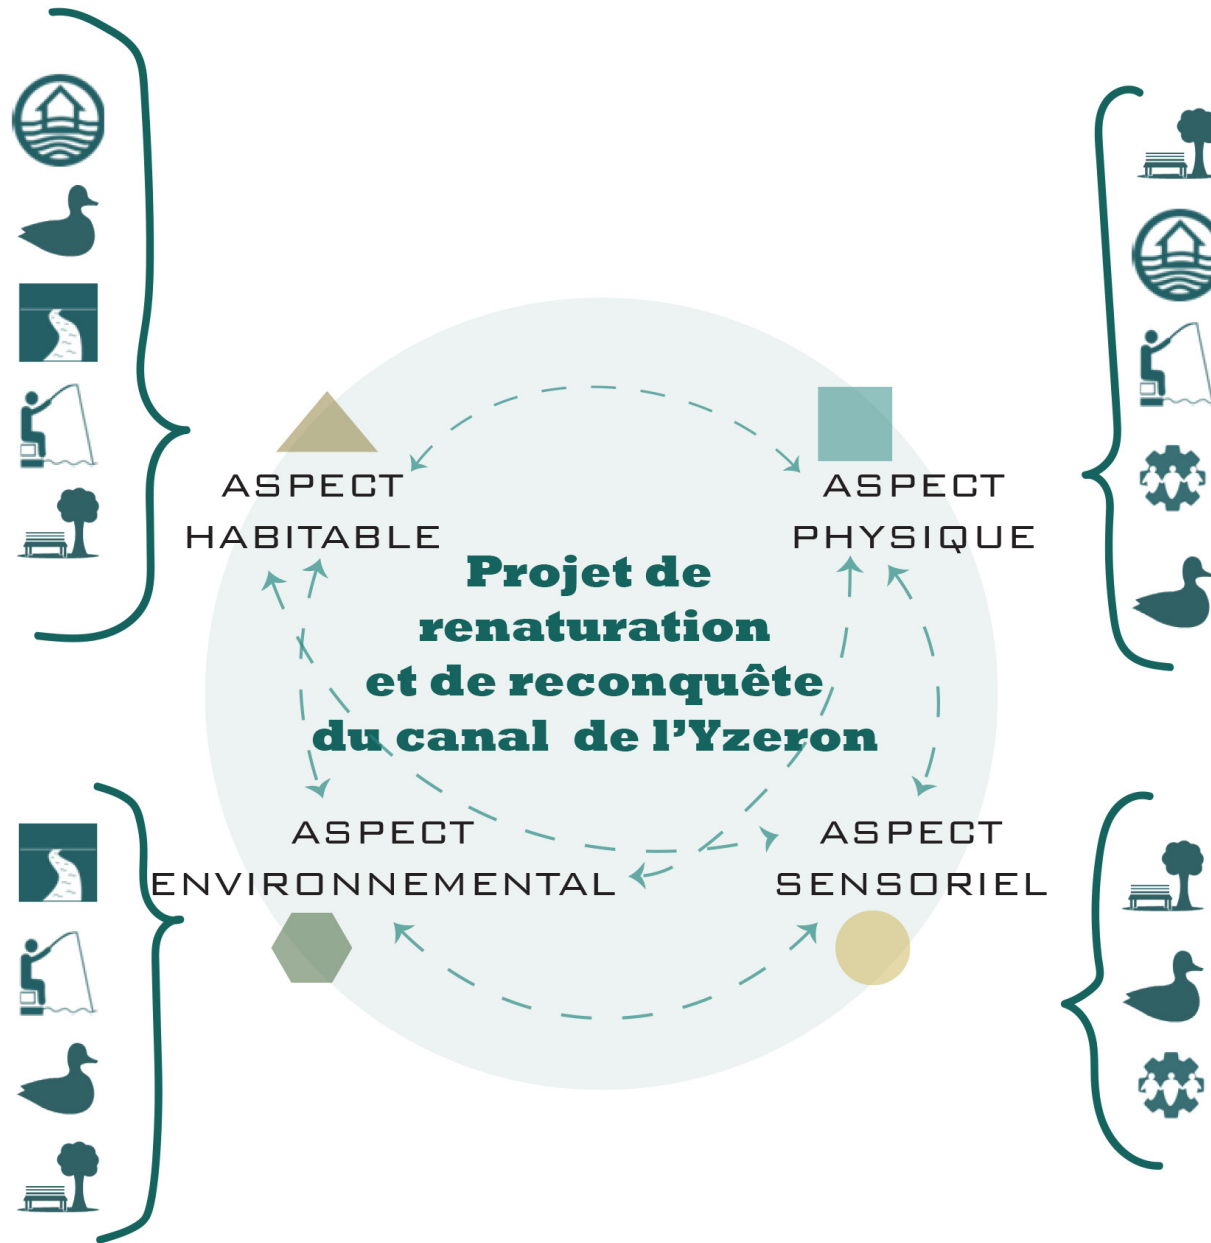 ASPECT
HABITABLE
ASPECT
PHYSIQUE
Projet de
renaturation
et de reconquête
du canal de l'Yzeron
ASPECT
ENVIRONNEMENTAL
ASPECT
SENSORIEL